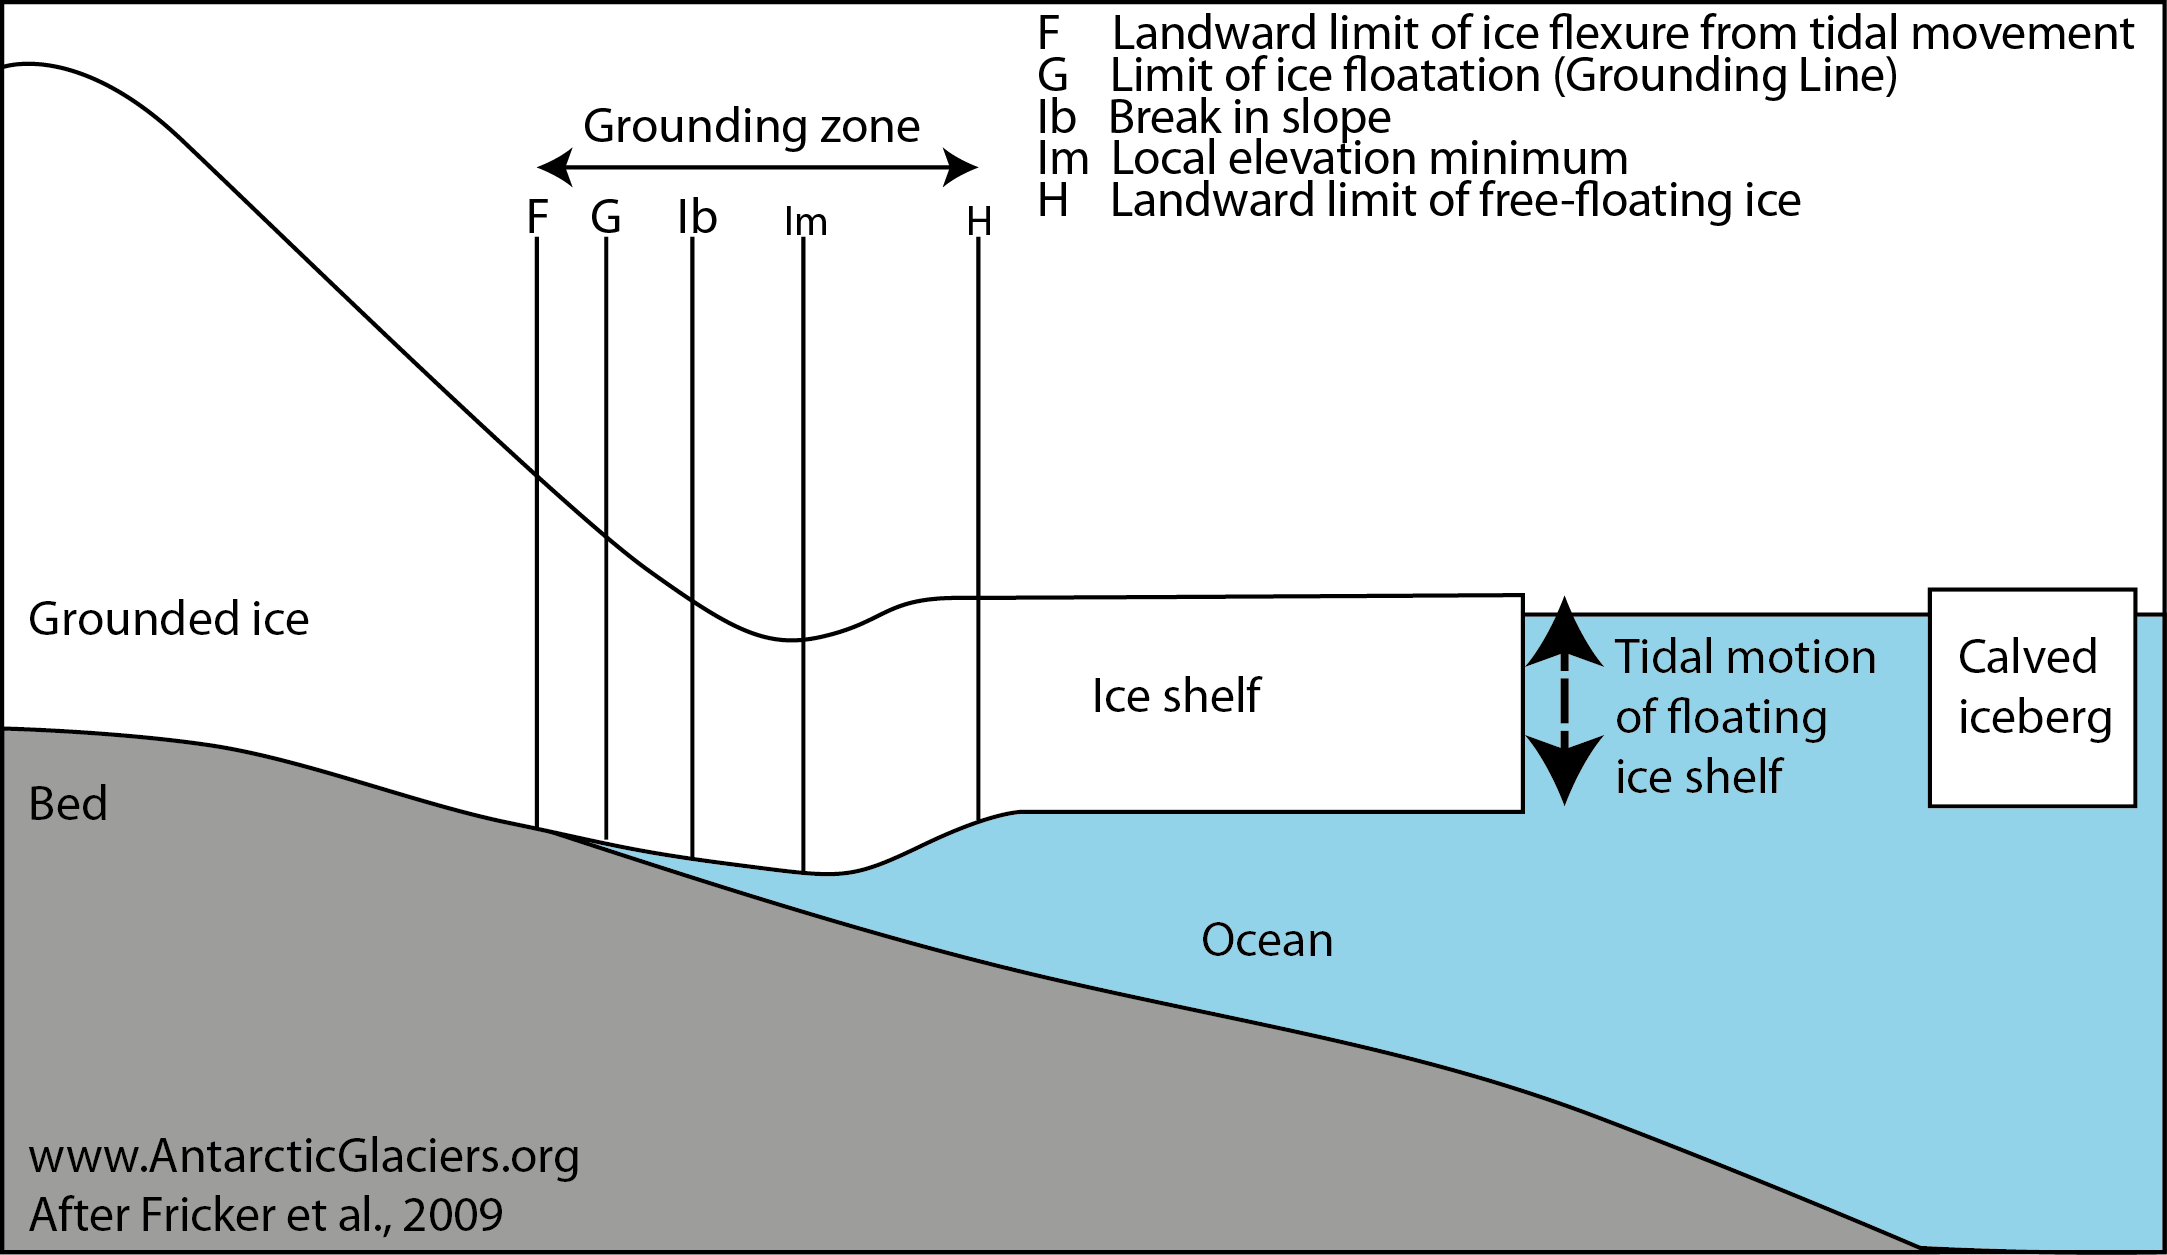 F Landward limit of ice flexure from tidal movement
G Limit of ice floatation (Grounding Line)
Ib Break in slope
Im Local elevation minimum
H Landward limit of free-floating ice
Grounding zone
F G Ib Im H
Grounded ice
Ice shelf
Tidal motion
of floating
ice shelf
Calved
iceberg
Bed
Ocean
www.AntarcticGlaciers.org
After Fricker et al., 2009